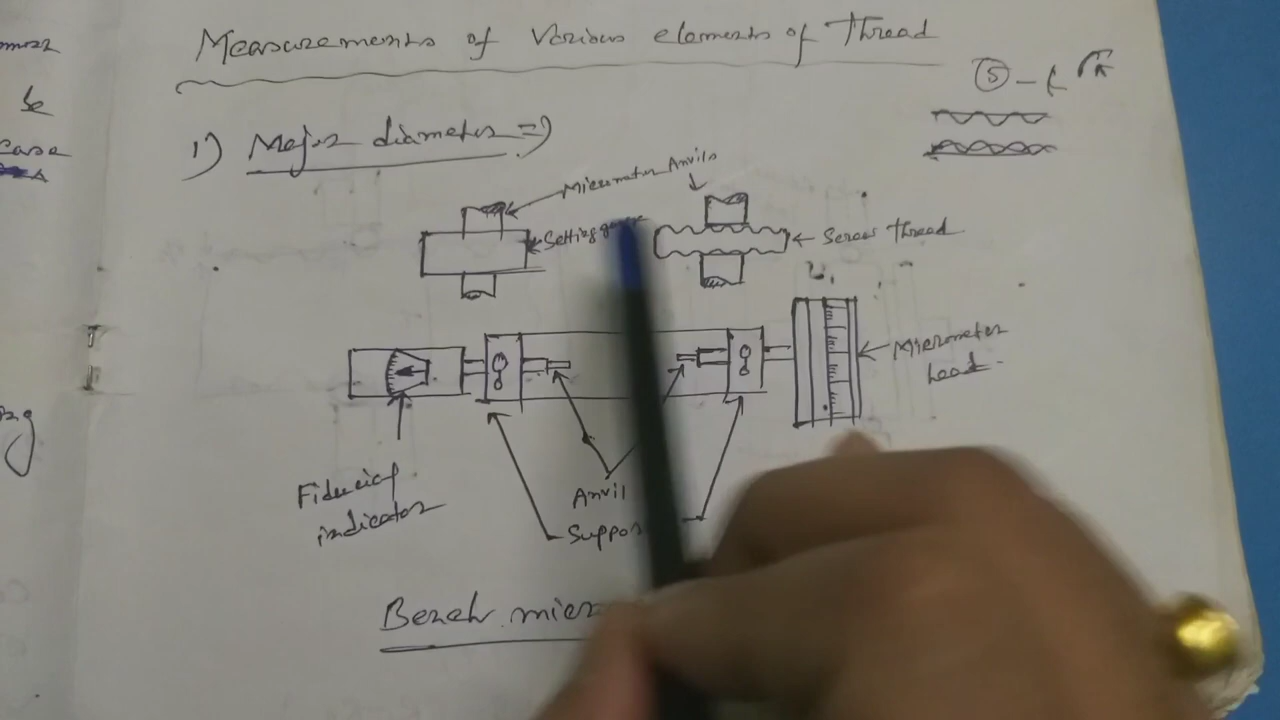 Measurements of Various elements of Thread
1) Major diameter =>
Micrometer Anvils
Setting
Screw thread
Micrometer
head
Fiducial
indicator
Anvil
Bench
case